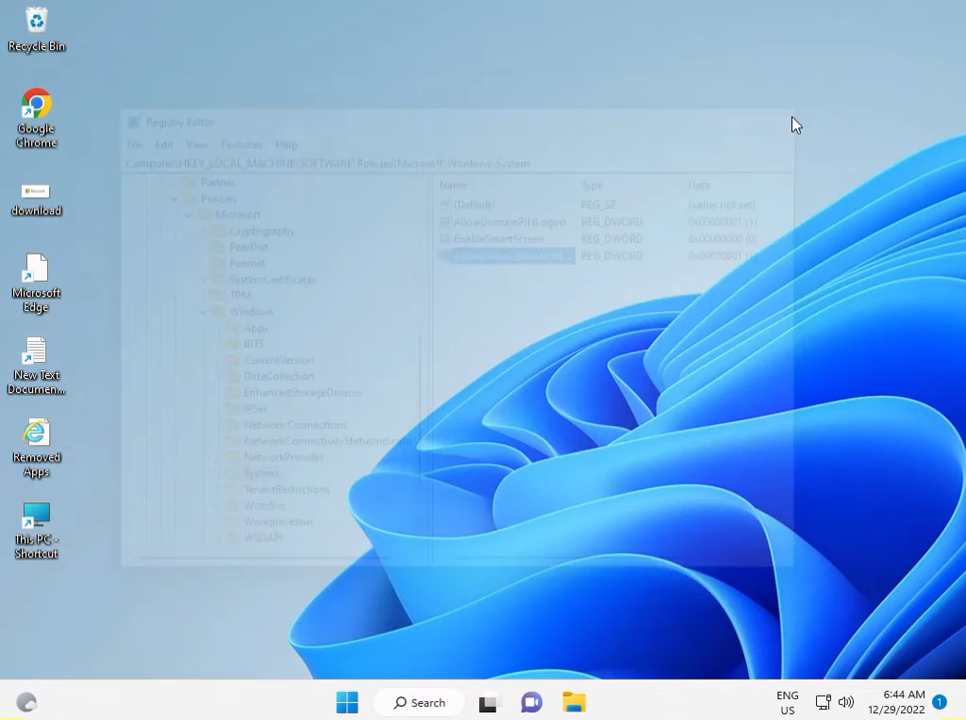 Recycle Bin
Google
Chrome
download
Microsoft
Edge
New Text
Documen...
Removed
Apps
This PC -
Shortcut
Registry Editor
File Edit View Favorites Help
Computer\HKEY_LOCAL_MACHINE\SOFTWARE\Policies\Microsoft\Windows\System
Partner
Policies
Microsoft
Cryptography
PeerDist
Peernet
SystemCertificates
TPM
Windows
Apps
BITS
CurrentVersion
DataCollection
EnhancedStorageDevices
IPSec
Network Connections
NetworkConnectivityStatusIndicator
NetworkProvider
System
TenantRestrictions
WcmSvc
WorkplaceJoin
WSDAPI
Name Type Data
(Default) REG_SZ (value not set)
AllowDomainPINLogon REG_DWORD 0x00000001 (1)
EnableSmartScreen REG_DWORD 0x00000000 (0)
REG_DWORD
Search
ENG
US
6:44 AM
12/29/2022
1